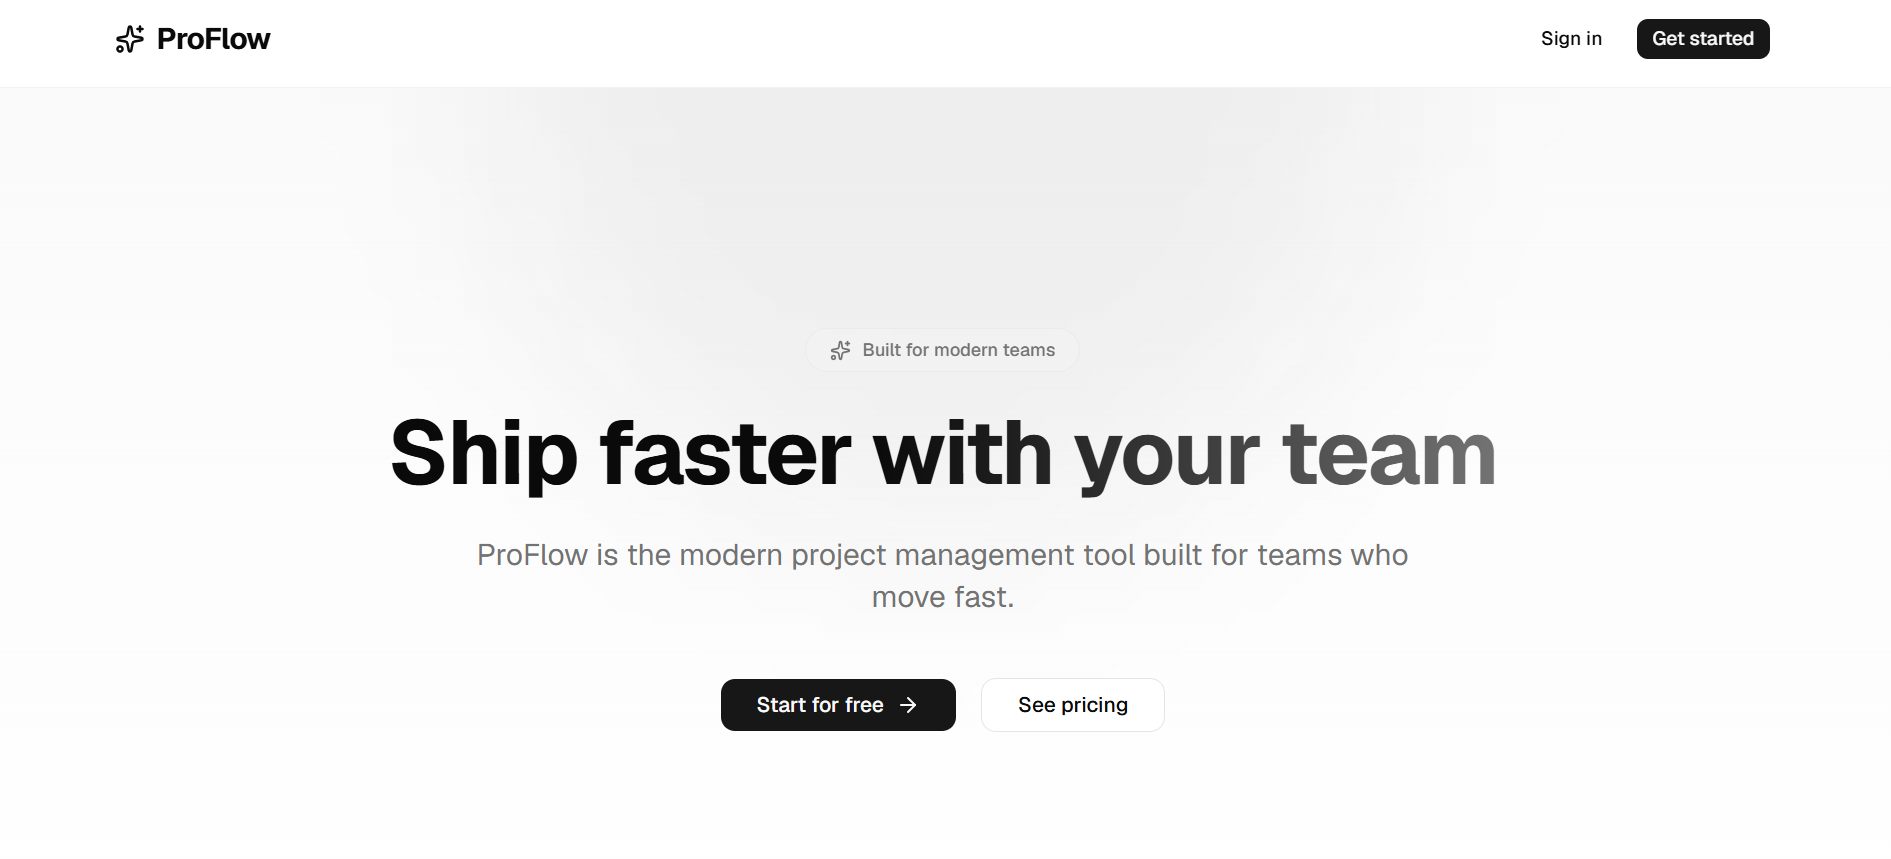 ProFlow
Sign in
Get started
Built for modern teams
Ship faster with your team
ProFlow is the modern project management tool built for teams who
move fast.
Start for free
See pricing